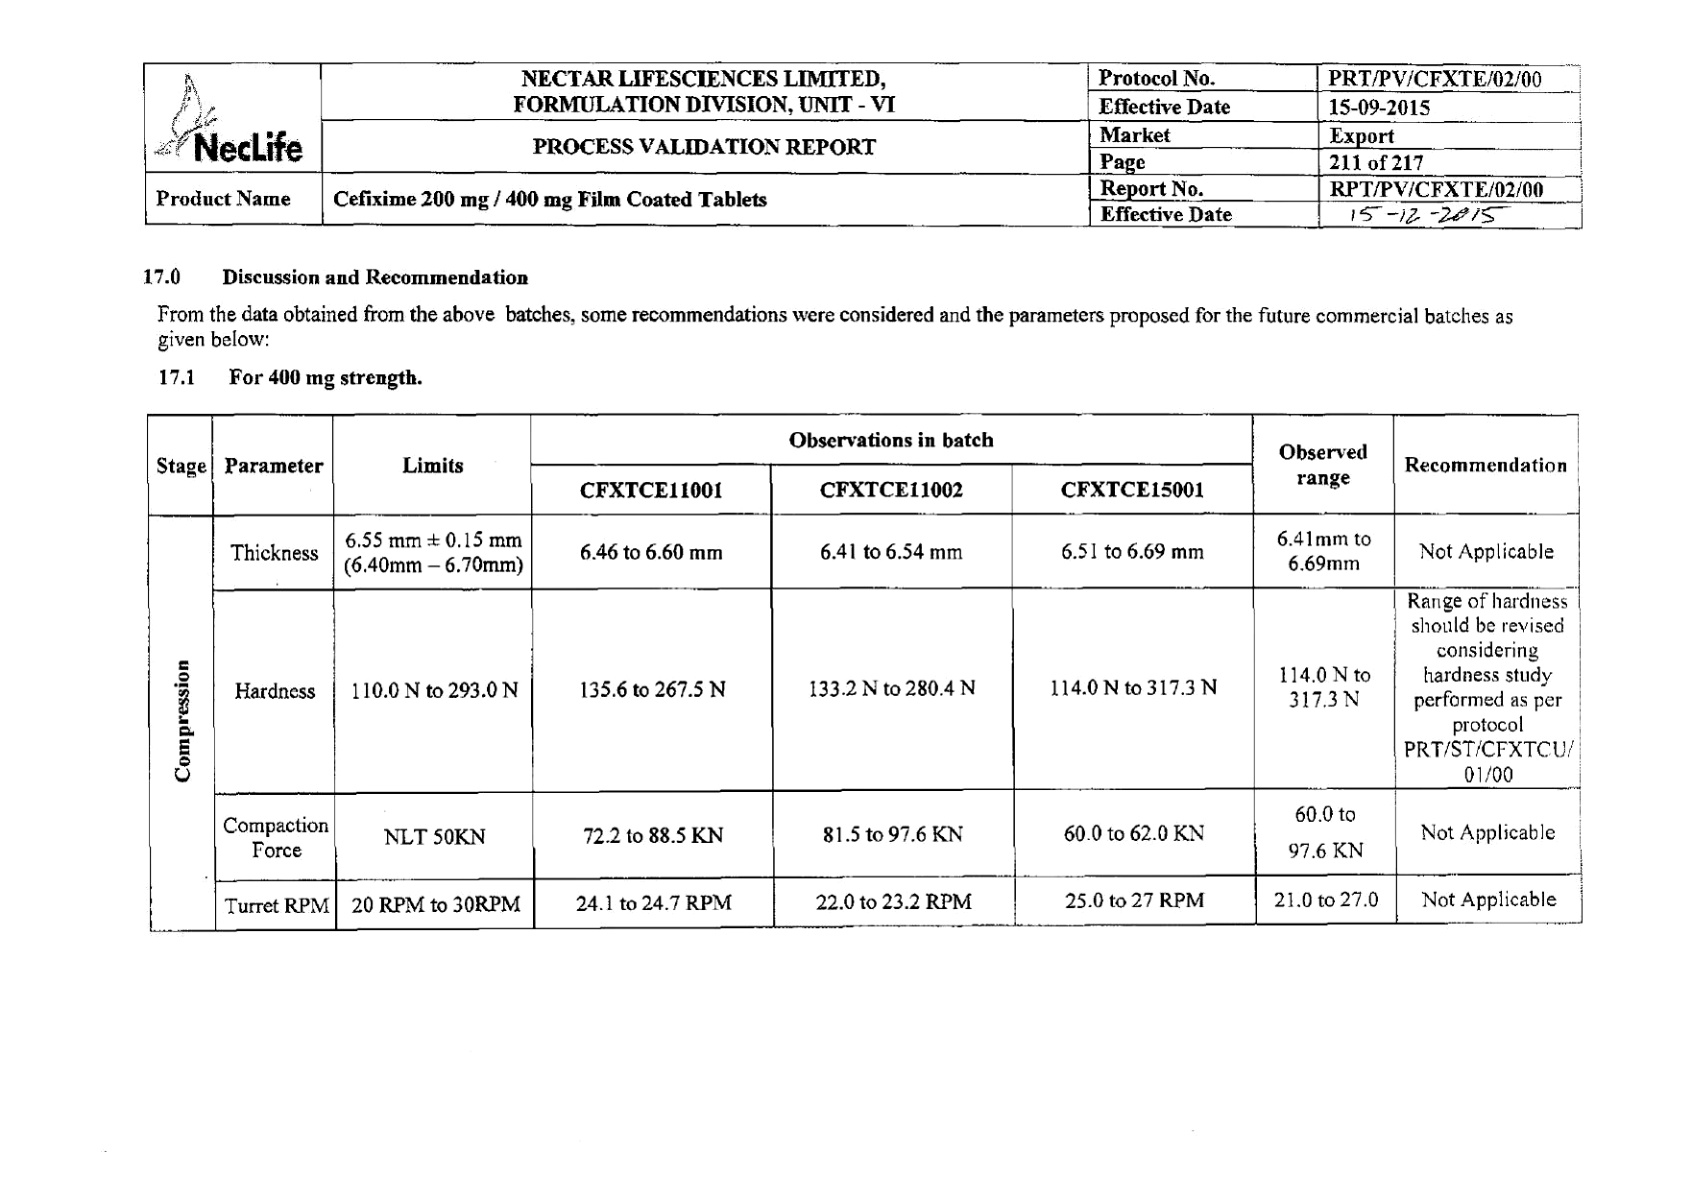 NecLife
NECTAR LIFESCIENCES LIMITED,
FORMULATION DIVISION, UNIT - VI
PROCESS VALIDATION REPORT
Protocol No. PRT/PV/CFXTE/02/00
Effective Date 15-09-2015
Market Export
Page 211 of 217
Product Name Cefixime 200 mg / 400 mg Film Coated Tablets
Report No. RPT/PV/CFXTE/02/00
Effective Date 15-12-2015
17.0 Discussion and Recommendation
From the data obtained from the above batches, some recommendations were considered and the parameters proposed for the future commercial batches as
given below:
17.1 For 400 mg strength.
Stage Parameter Limits
Observations in batch
CFXTCE11001 CFXTCE11002 CFXTCE15001
Observed
range
Recommendation
Compression
Thickness
6.55 mm ± 0.15 mm
(6.40mm – 6.70mm)
6.46 to 6.60 mm 6.41 to 6.54 mm 6.51 to 6.69 mm
6.41mm to
6.69mm
Not Applicable
Hardness 110.0 N to 293.0 N 135.6 to 267.5 N 133.2 N to 280.4 N 114.0 N to 317.3 N
114.0 N to
317.3 N
Range of hardness
should be revised
considering
hardness study
performed as per
protocol
PRT/ST/CFXTCU/
01/00
Compaction
Force
NLT 50KN 72.2 to 88.5 KN 81.5 to 97.6 KN 60.0 to 62.0 KN
60.0 to
97.6 KN
Not Applicable
Turret RPM 20 RPM to 30RPM 24.1 to 24.7 RPM 22.0 to 23.2 RPM 25.0 to 27 RPM 21.0 to 27.0 Not Applicable